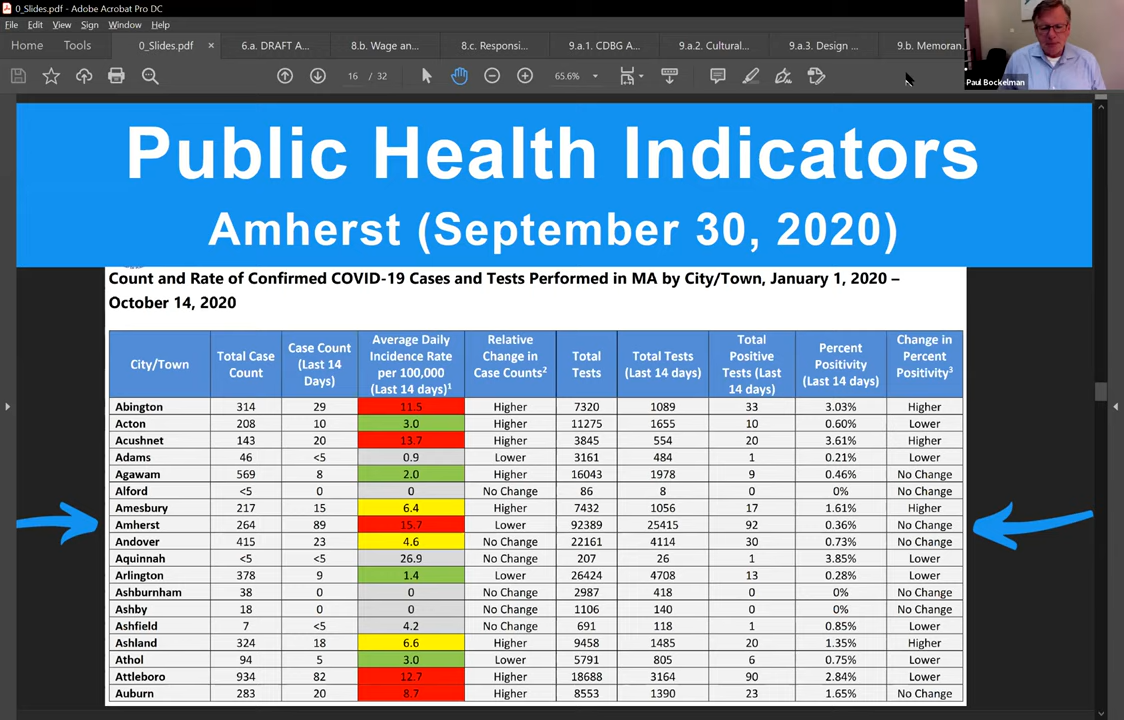 0_Slides.pdf - Adobe Acrobat Pro DC
File Edit View Sign Window Help
Home Tools 0_Slides.pdf × 6.a. DRAFT A... 8.b. Wage an... 8.c. Responsi... 9.a.1. CDBG A... 9.a.2. Cultural... 9.a.3. Design ... 9.b. Memoran...
16 / 32 65.6%
Paul Bockelman
Public Health Indicators
Amherst (September 30, 2020)
Count and Rate of Confirmed COVID-19 Cases and Tests Performed in MA by City/Town, January 1, 2020 –
October 14, 2020
City/Town Total Case Count Case Count (Last 14 Days) Average Daily Incidence Rate per 100,000 (Last 14 days)1 Relative Change in Case Counts2 Total Tests Total Tests (Last 14 days) Total Positive Tests (Last 14 days) Percent Positivity (Last 14 days) Change in Percent Positivity3
Abington 314 29 11.5 Higher 7320 1089 33 3.03% Higher
Acton 208 10 3.0 Higher 11275 1655 10 0.60% Lower
Acushnet 143 20 13.7 Higher 3845 554 20 3.61% Higher
Adams 46 <5 0.9 Lower 3161 484 1 0.21% Lower
Agawam 569 8 2.0 Higher 16043 1978 9 0.46% No Change
Alford <5 0 0 No Change 86 8 0 0% No Change
Amesbury 217 15 6.4 Higher 7432 1056 17 1.61% Higher
Amherst 264 89 15.7 Lower 92389 25415 92 0.36% No Change
Andover 415 23 4.6 No Change 22161 4114 30 0.73% No Change
Aquinnah <5 <5 26.9 No Change 207 26 1 3.85% Lower
Arlington 378 9 1.4 Lower 26424 4708 13 0.28% Lower
Ashburnham 38 0 0 No Change 2987 418 0 0% No Change
Ashby 18 0 0 No Change 1106 140 0 0% No Change
Ashfield 7 <5 4.2 No Change 691 118 1 0.85% Lower
Ashland 324 18 6.6 Higher 9458 1485 20 1.35% Higher
Athol 94 5 3.0 Lower 5791 805 6 0.75% Lower
Attleboro 934 82 12.7 Higher 18688 3164 90 2.84% Lower
Auburn 283 20 8.7 Higher 8553 1390 23 1.65% No Change